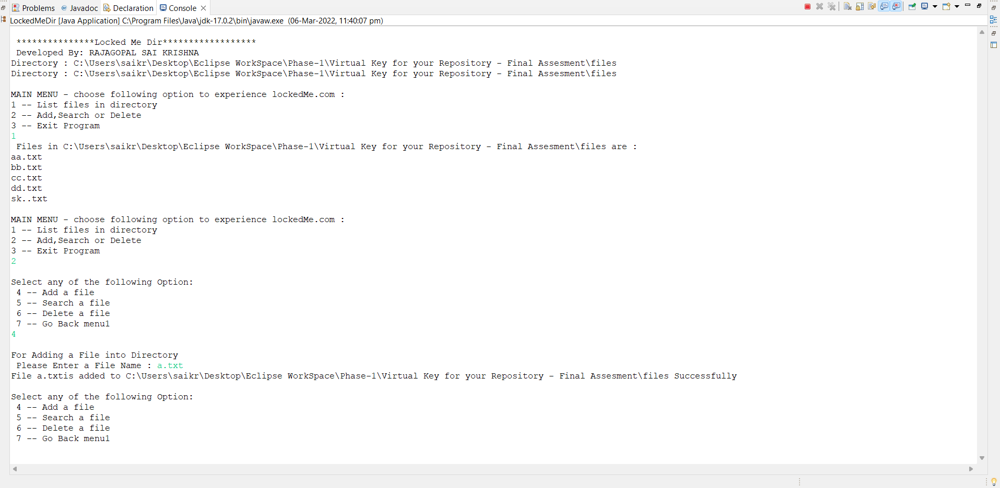 Problems @ Javadoc Declaration Console
LockedMeDir [Java Application] C:\Program Files\Java\jdk-17.0.2\bin\javaw.exe (06-Mar-2022, 11:40:07 pm)
***************Locked Me Dir******************
Developed By: RAJAGOPAL SAI KRISHNA
Directory : C:\Users\saikr\Desktop\Eclipse WorkSpace\Phase-1\Virtual Key for your Repository - Final Assesment\files
Directory : C:\Users\saikr\Desktop\Eclipse WorkSpace\Phase-1\Virtual Key for your Repository - Final Assesment\files
MAIN MENU - choose following option to experience lockedMe.com :
1 -- List files in directory
2 -- Add,Search or Delete
3 -- Exit Program
1
Files in C:\Users\saikr\Desktop\Eclipse WorkSpace\Phase-1\Virtual Key for your Repository - Final Assesment\files are :
aa.txt
bb.txt
cc.txt
dd.txt
sk..txt
MAIN MENU - choose following option to experience lockedMe.com :
1 -- List files in directory
2 -- Add,Search or Delete
3 -- Exit Program
2
Select any of the following Option:
4 -- Add a file
5 -- Search a file
6 -- Delete a file
7 -- Go Back menu1
4
For Adding a File into Directory
Please Enter a File Name : a.txt
File a.txtis added to C:\Users\saikr\Desktop\Eclipse WorkSpace\Phase-1\Virtual Key for your Repository - Final Assesment\files Successfully
Select any of the following Option:
4 -- Add a file
5 -- Search a file
6 -- Delete a file
7 -- Go Back menu1